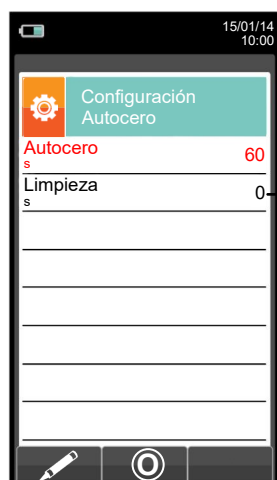 15/01/14
10:00
Configuración
Autocero
Autocero 60
s
Limpieza 0
s